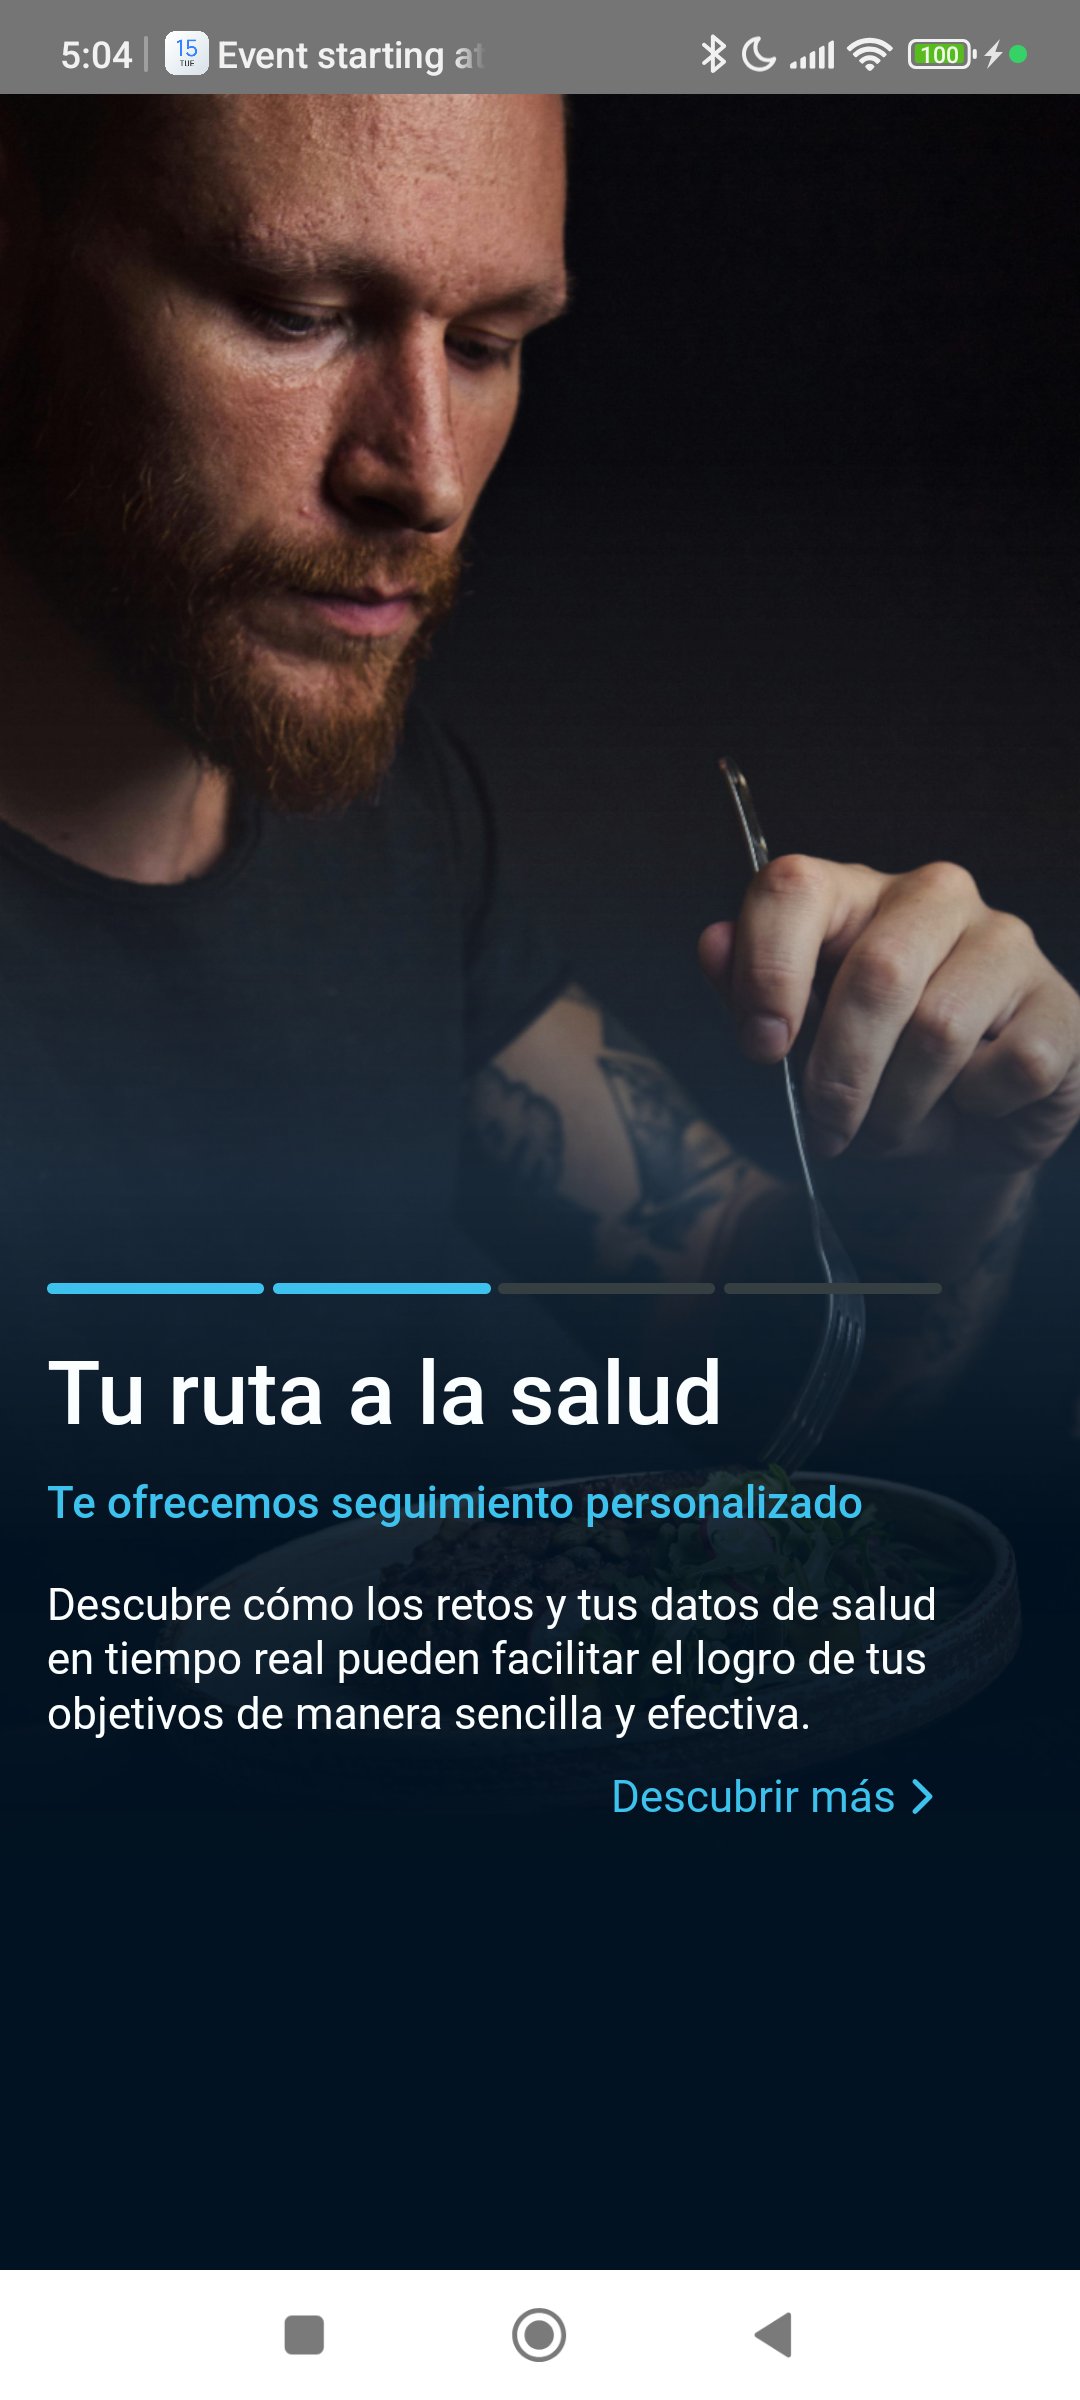 5:04
15
TUE
Event starting at
100
Tu ruta a la salud
Te ofrecemos seguimiento personalizado
Descubre cómo los retos y tus datos de salud
en tiempo real pueden facilitar el logro de tus
objetivos de manera sencilla y efectiva.
Descubrir más